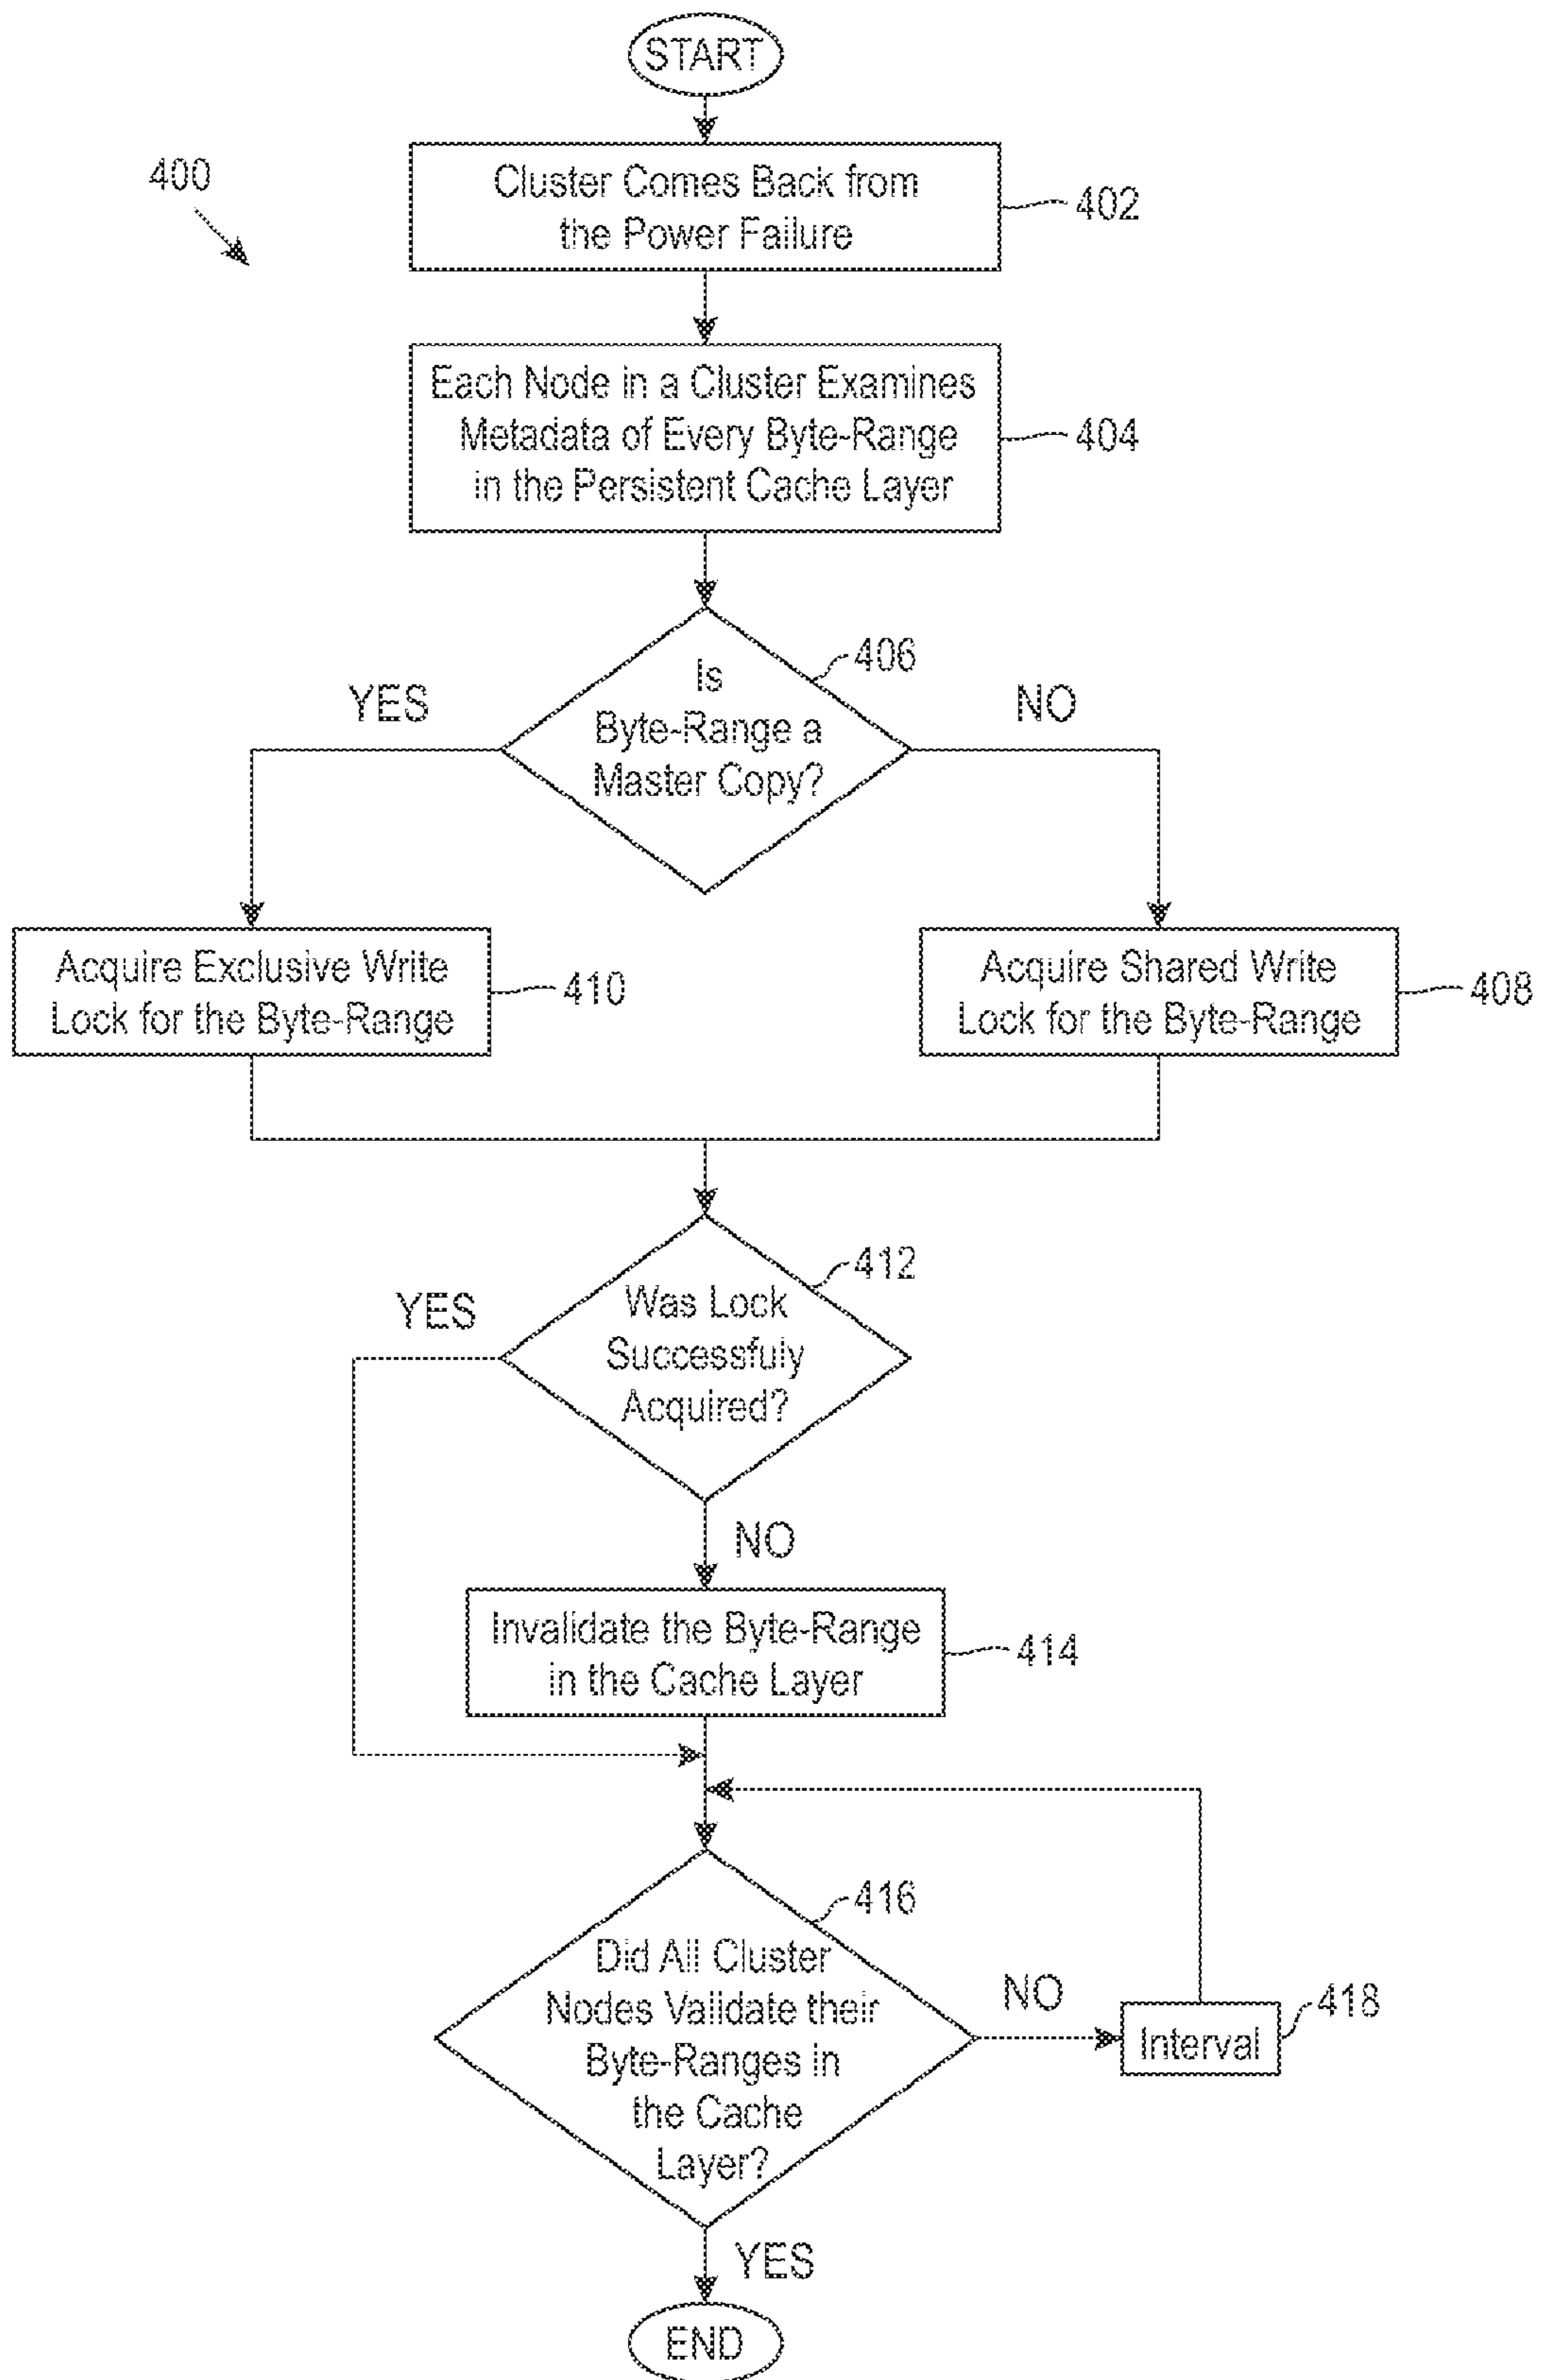 START
400
Cluster Comes Back from
the Power Failure
402
Each Node in a Cluster Examines
Metadata of Every Byte-Range
in the Persistent Cache Layer
404
406
Is
Byte-Range a
Master Copy?
YES
NO
Acquire Exclusive Write
Lock for the Byte-Range
410
Acquire Shared Write
Lock for the Byte-Range
408
412
Was Lock
Successfuly
Acquired?
YES
NO
Invalidate the Byte-Range
in the Cache Layer
414
416
Did All Cluster
Nodes Validate their
Byte-Ranges in
the Cache
Layer?
NO
Interval
418
YES
END